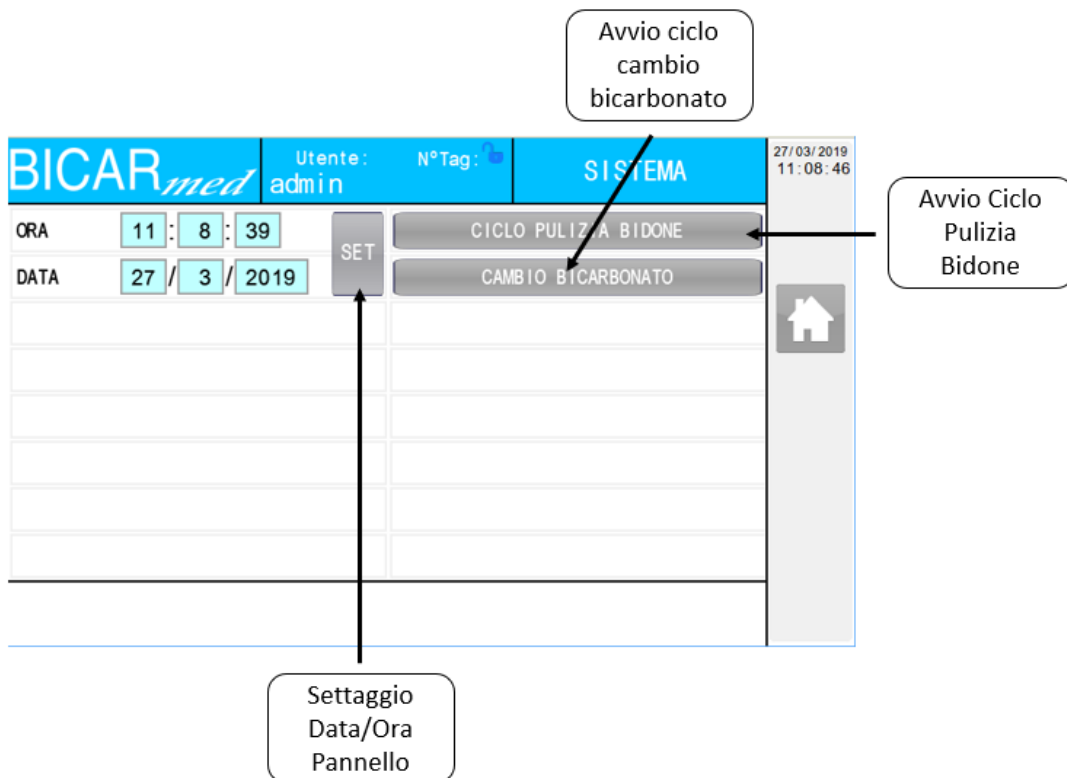 Avvio ciclo
cambio
bicarbonato
BICARmed
Utente:
admin
N°Tag:
SISTEMA
27/03/2019
11:08:46
ORA 11 : 8 : 39
SET
CICLO PULIZIA BIDONE
DATA 27 / 3 / 2019
CAMBIO BICARBONATO
Avvio Ciclo
Pulizia
Bidone
Settaggio
Data/Ora
Pannello